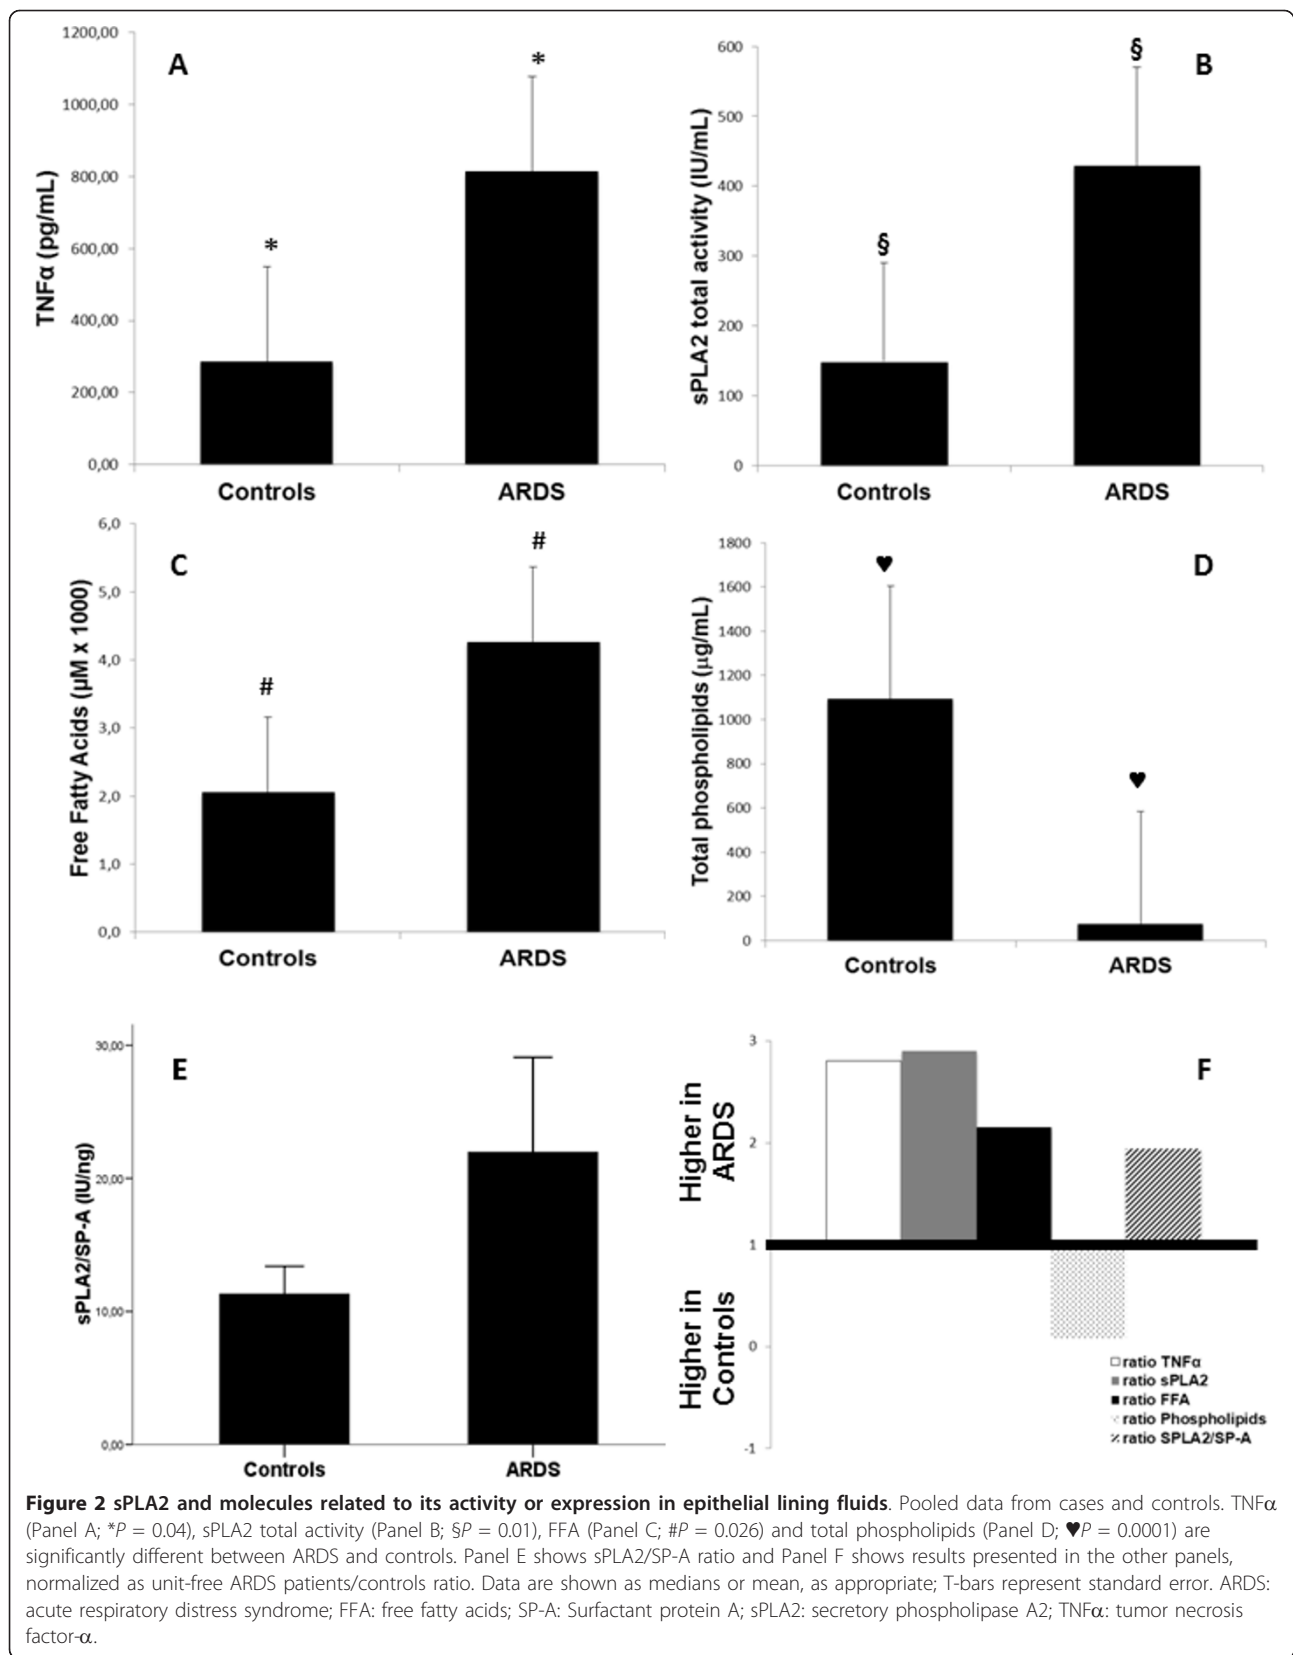 A
TNFα (pg/mL)
1200,00
1000,00
800,00
600,00
400,00
200,00
0,00
*
*
Controls
ARDS
B
sPLA2 total activity (IU/mL)
600
500
400
300
200
100
0
§
§
Controls
ARDS
C
Free Fatty Acids (µM x 1000)
6,0
5,0
4,0
3,0
2,0
1,0
0,0
#
#
Controls
ARDS
D
Total phospholipids (µg/mL)
1800
1600
1400
1200
1000
800
600
400
200
0
♥
♥
Controls
ARDS
E
sPLA2/SP-A (IU/ng)
30,00
20,00
10,00
0,00
Controls
ARDS
F
Higher in
ARDS
Higher in
Controls
3
2
1
0
-1
ratio TNFα
ratio sPLA2
ratio FFA
ratio Phospholipids
ratio SPLA2/SP-A
Figure 2 sPLA2 and molecules related to its activity or expression in epithelial lining fluids. Pooled data from cases and controls. TNFα
(Panel A; *P = 0.04), sPLA2 total activity (Panel B; §P = 0.01), FFA (Panel C; #P = 0.026) and total phospholipids (Panel D; ♥P = 0.0001) are
significantly different between ARDS and controls. Panel E shows sPLA2/SP-A ratio and Panel F shows results presented in the other panels,
normalized as unit-free ARDS patients/controls ratio. Data are shown as medians or mean, as appropriate; T-bars represent standard error. ARDS:
acute respiratory distress syndrome; FFA: free fatty acids; SP-A: Surfactant protein A; sPLA2: secretory phospholipase A2; TNFα: tumor necrosis
factor-α.